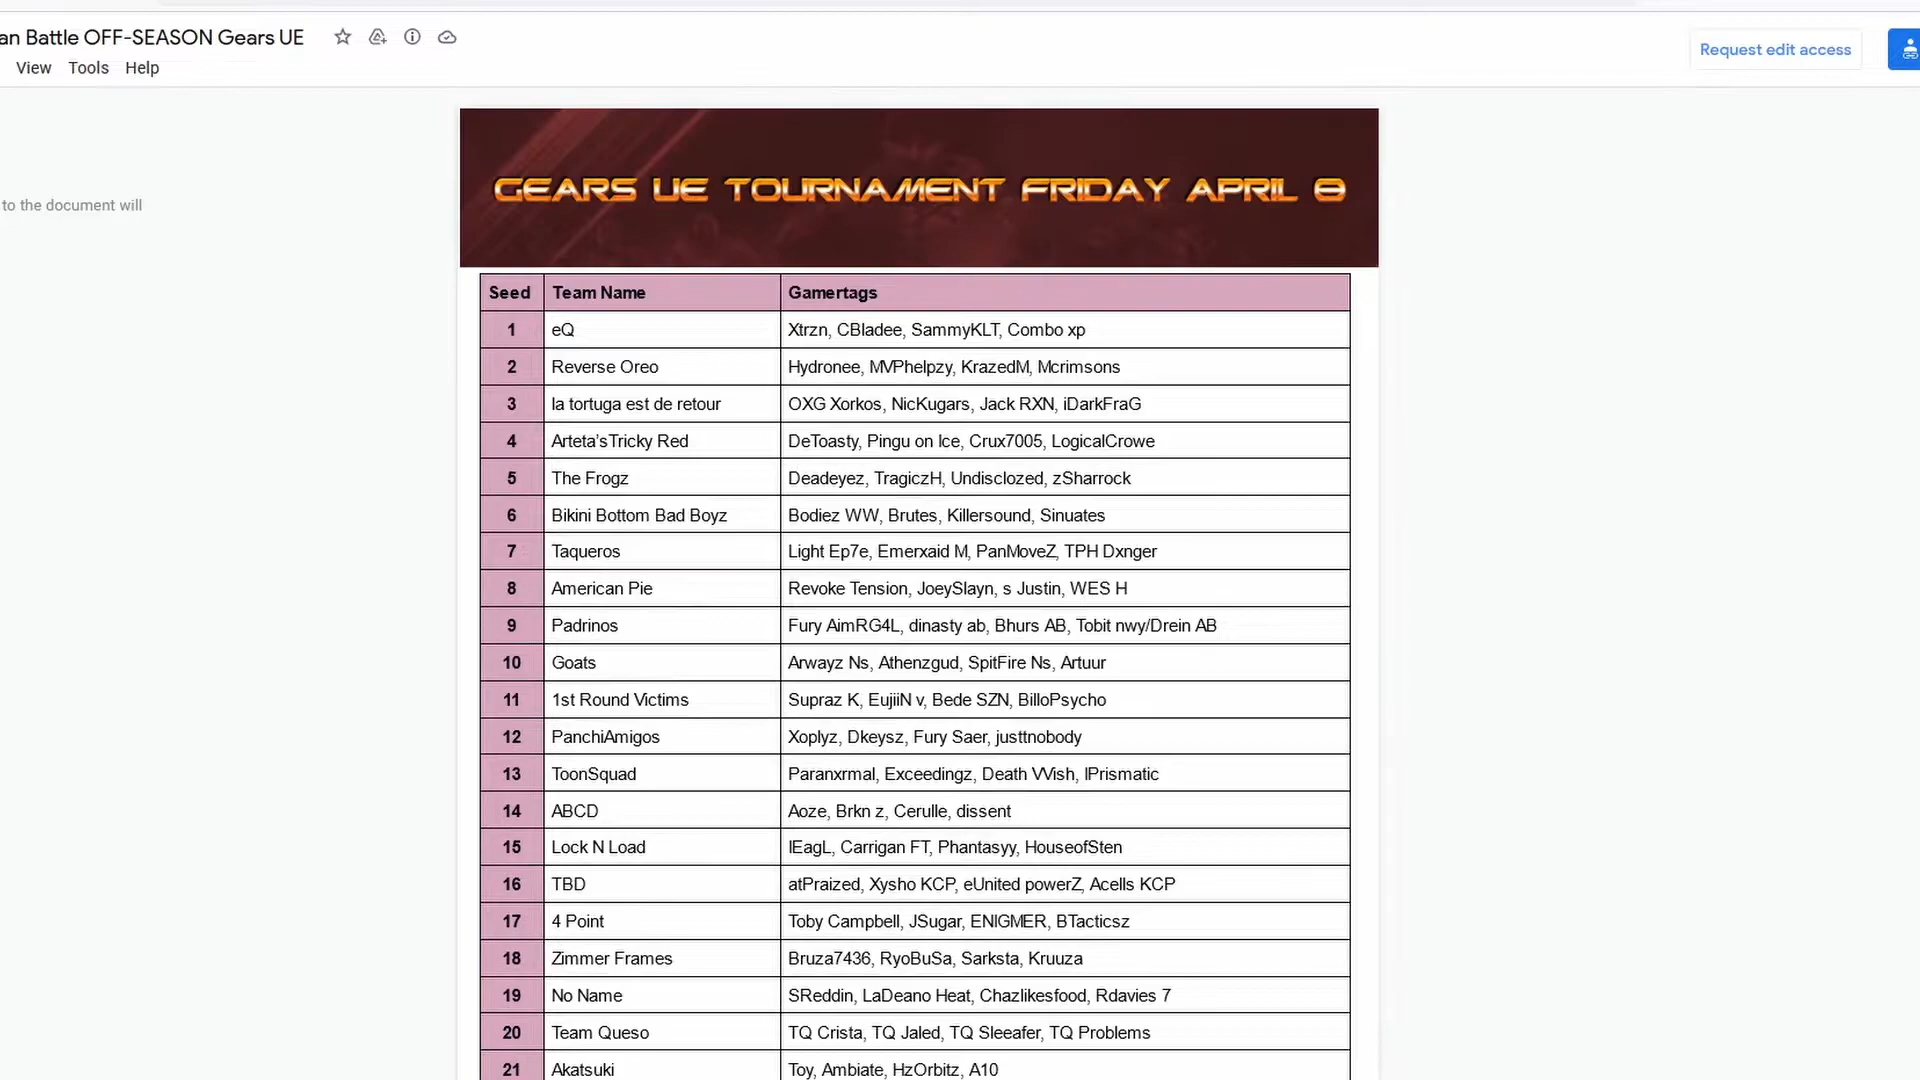 an Battle OFF-SEASON Gears UE
Request edit access
View Tools Help
to the document will
GEARS UE TOURNAMENT FRIDAY APRIL 8
Seed Team Name Gamertags
1 eQ Xtrzn, CBladee, SammyKLT, Combo xp
2 Reverse Oreo Hydronee, MVPhelpzy, KrazedM, Mcrimsons
3 la tortuga est de retour OXG Xorkos, NicKugars, Jack RXN, iDarkFraG
4 Arteta’sTricky Red DeToasty, Pingu on Ice, Crux7005, LogicalCrowe
5 The Frogz Deadeyez, TragiczH, Undisclozed, zSharrock
6 Bikini Bottom Bad Boyz Bodiez WW, Brutes, Killersound, Sinuates
7 Taqueros Light Ep7e, Emerxaid M, PanMoveZ, TPH Dxnger
8 American Pie Revoke Tension, JoeySlayn, s Justin, WES H
9 Padrinos Fury AimRG4L, dinasty ab, Bhurs AB, Tobit nwy/Drein AB
10 Goats Arwayz Ns, Athenzgud, SpitFire Ns, Artuur
11 1st Round Victims Supraz K, EujiiN v, Bede SZN, BilloPsycho
12 PanchiAmigos Xoplyz, Dkeysz, Fury Saer, justtnobody
13 ToonSquad Paranxrmal, Exceedingz, Death VVish, IPrismatic
14 ABCD Aoze, Brkn z, Cerulle, dissent
15 Lock N Load IEagL, Carrigan FT, Phantasyy, HouseofSten
16 TBD atPraized, Xysho KCP, eUnited powerZ, Acells KCP
17 4 Point Toby Campbell, JSugar, ENIGMER, BTacticsz
18 Zimmer Frames Bruza7436, RyoBuSa, Sarksta, Kruuza
19 No Name SReddin, LaDeano Heat, Chazlikesfood, Rdavies 7
20 Team Queso TQ Crista, TQ Jaled, TQ Sleeafer, TQ Problems
21 Akatsuki Toy, Ambiate, HzOrbitz, A10